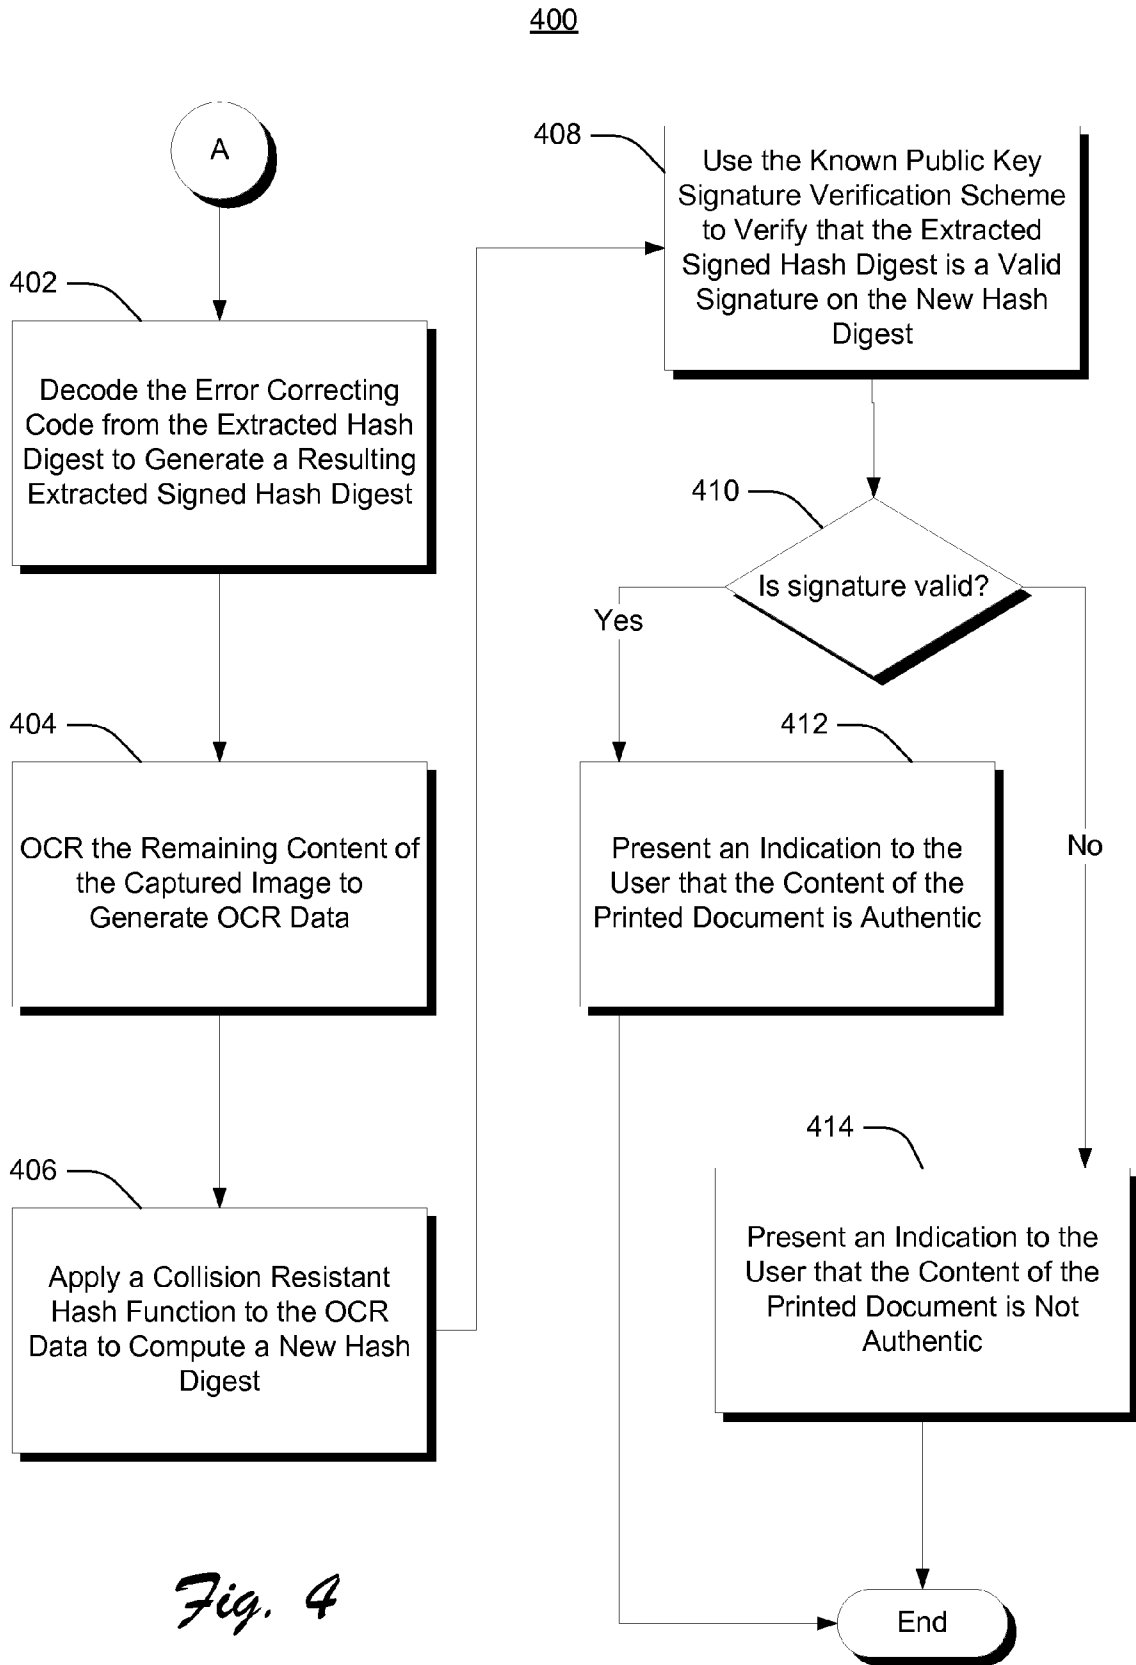 400
A
402
Decode the Error Correcting
Code from the Extracted Hash
Digest to Generate a Resulting
Extracted Signed Hash Digest
404
OCR the Remaining Content of
the Captured Image to
Generate OCR Data
406
Apply a Collision Resistant
Hash Function to the OCR
Data to Compute a New Hash
Digest
408
Use the Known Public Key
Signature Verification Scheme
to Verify that the Extracted
Signed Hash Digest is a Valid
Signature on the New Hash
Digest
410
Is signature valid?
Yes
No
412
Present an Indication to the
User that the Content of the
Printed Document is Authentic
414
Present an Indication to the
User that the Content of the
Printed Document is Not
Authentic
End
Fig. 4